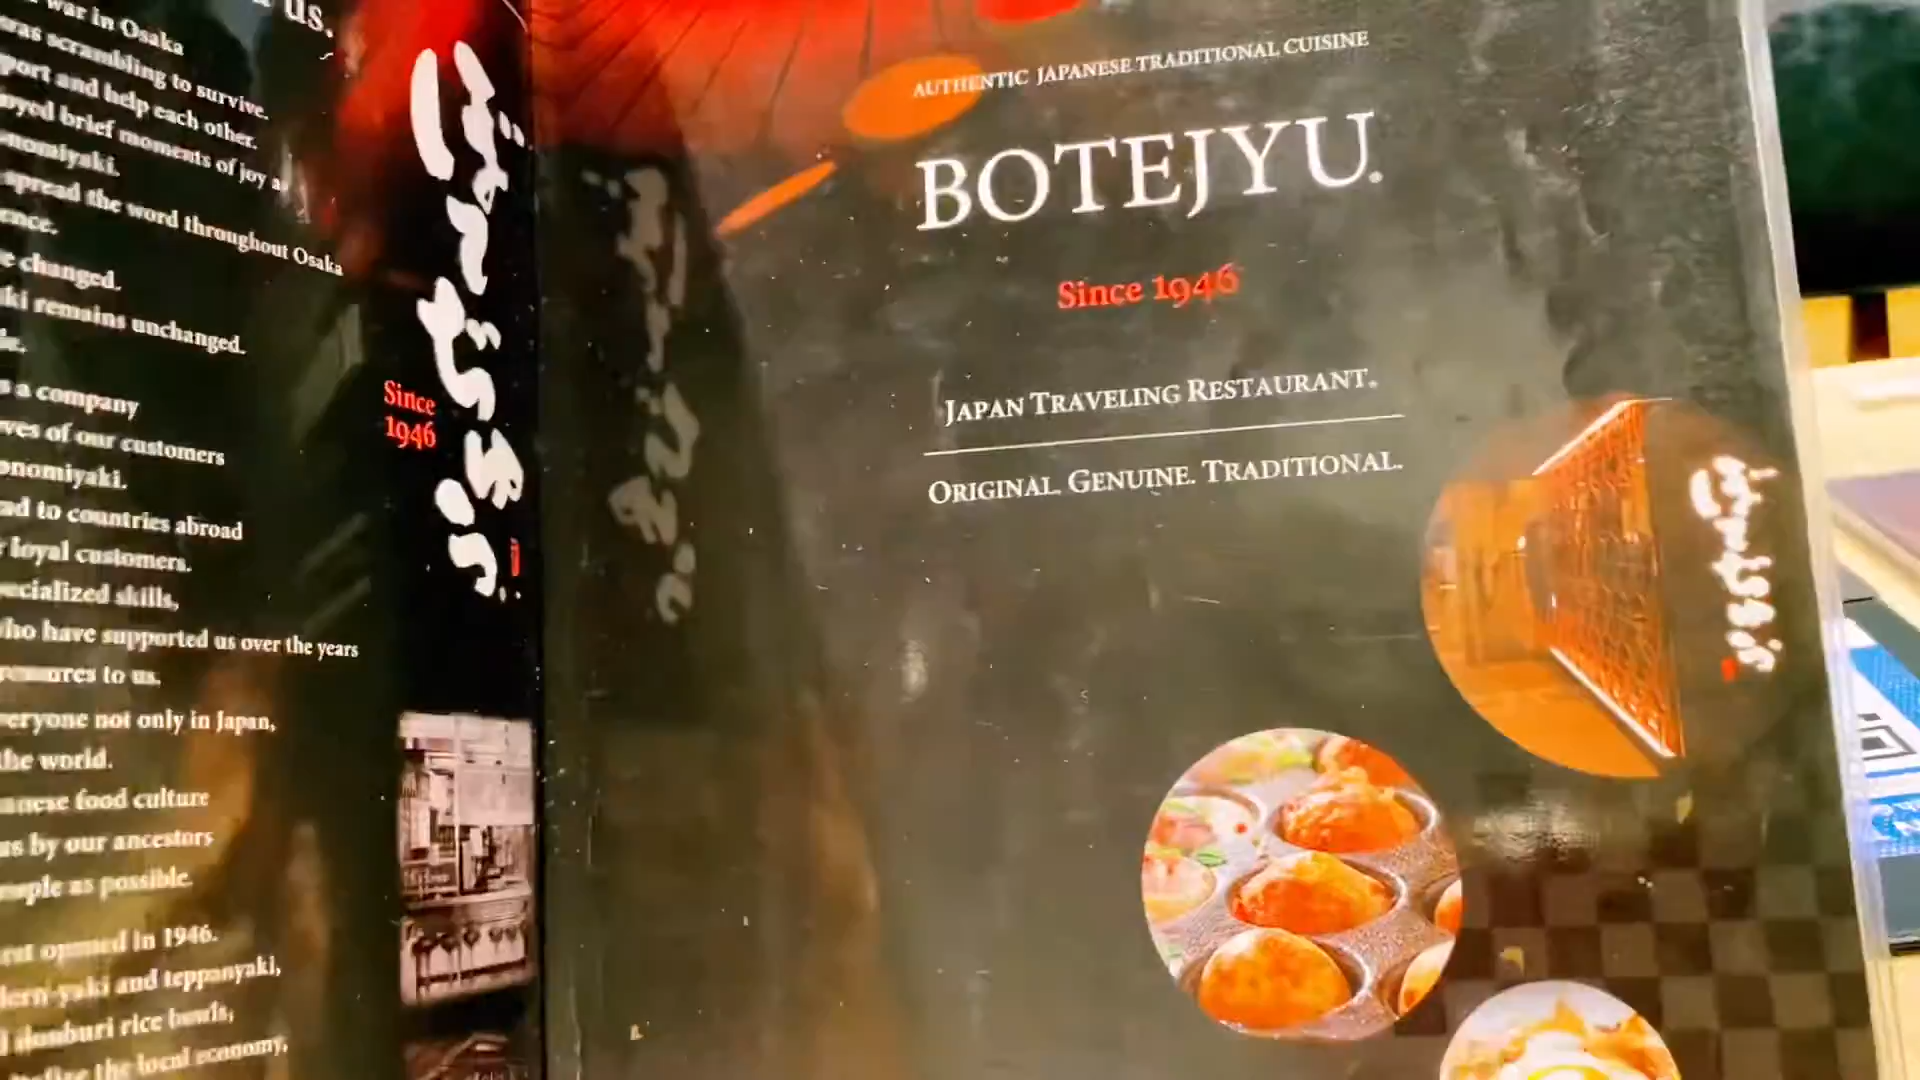 us.
war in Osaka
was scrambling to survive.
port and help each other.
oyed brief moments of joy a
nomiyaki.
spread the word throughout Osaka
ence.
e changed.
ki remains unchanged.
s a company
ves of our customers
onomiyaki.
ad to countries abroad
loyal customers.
ecialized skills,
who have supported us over the years
to us.
veryone not only in Japan,
the world.
anese food culture
us by our ancestors
as possible.
opened in 1946.
yaki and teppanyaki,
donburi rice bowls,
the local economy,
ぼてぢゅう
Since
1946
AUTHENTIC JAPANESE TRADITIONAL CUISINE
BOTEJYU.
Since 1946
JAPAN TRAVELING RESTAURANT.
ORIGINAL. GENUINE. TRADITIONAL.
ぼてぢゅう